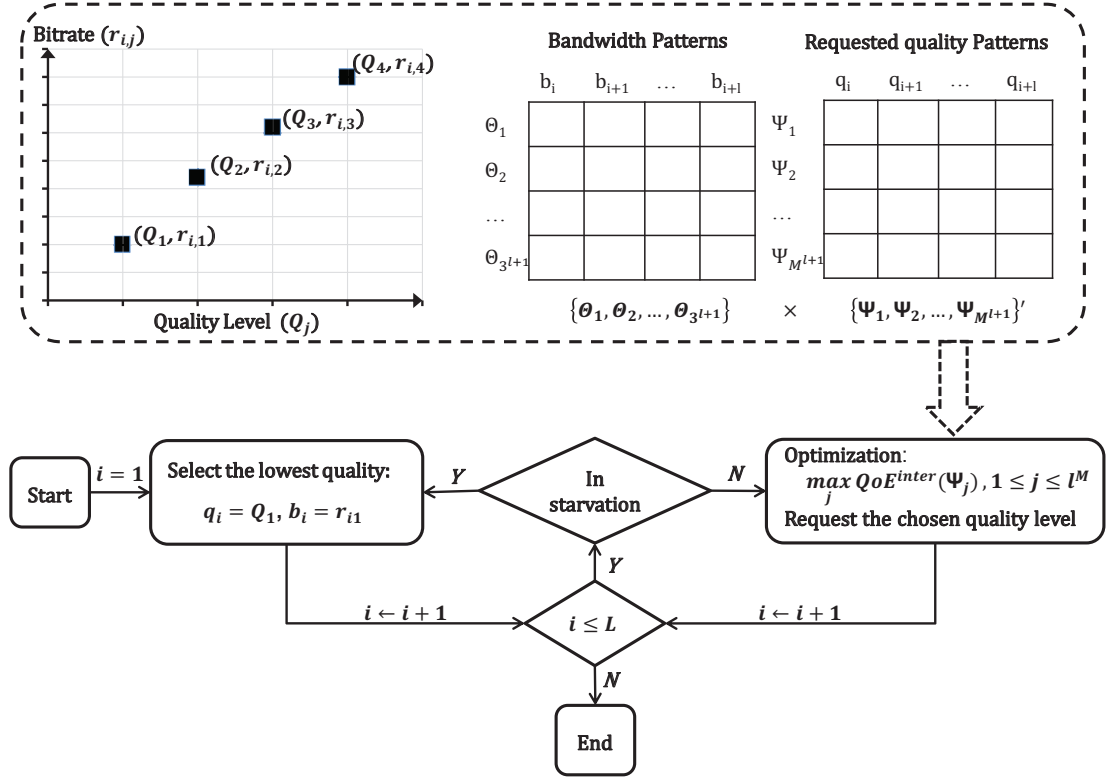 Bitrate (r_{i,j})
(Q_4, r_{i,4})
(Q_3, r_{i,3})
(Q_2, r_{i,2})
(Q_1, r_{i,1})
Quality Level (Q_j)
Bandwidth Patterns
b_i b_{i+1} … b_{i+l}
Θ_1
Θ_2
…
Θ_{3^{l+1}}
{Θ_1, Θ_2, …, Θ_{3^{l+1}}}
×
Requested quality Patterns
q_i q_{i+1} … q_{i+l}
Ψ_1
Ψ_2
…
Ψ_{M^{l+1}}
{Ψ_1, Ψ_2, …, Ψ_{M^{l+1}}}′
Start
i = 1
Select the lowest quality:
q_i = Q_1, b_i = r_{i1}
Y
In
starvation
N
Optimization:
max_j QoE^{inter}(Ψ_j), 1 ≤ j ≤ l^M
Request the chosen quality level
Y
i ← i + 1
i ≤ L
i ← i + 1
N
End